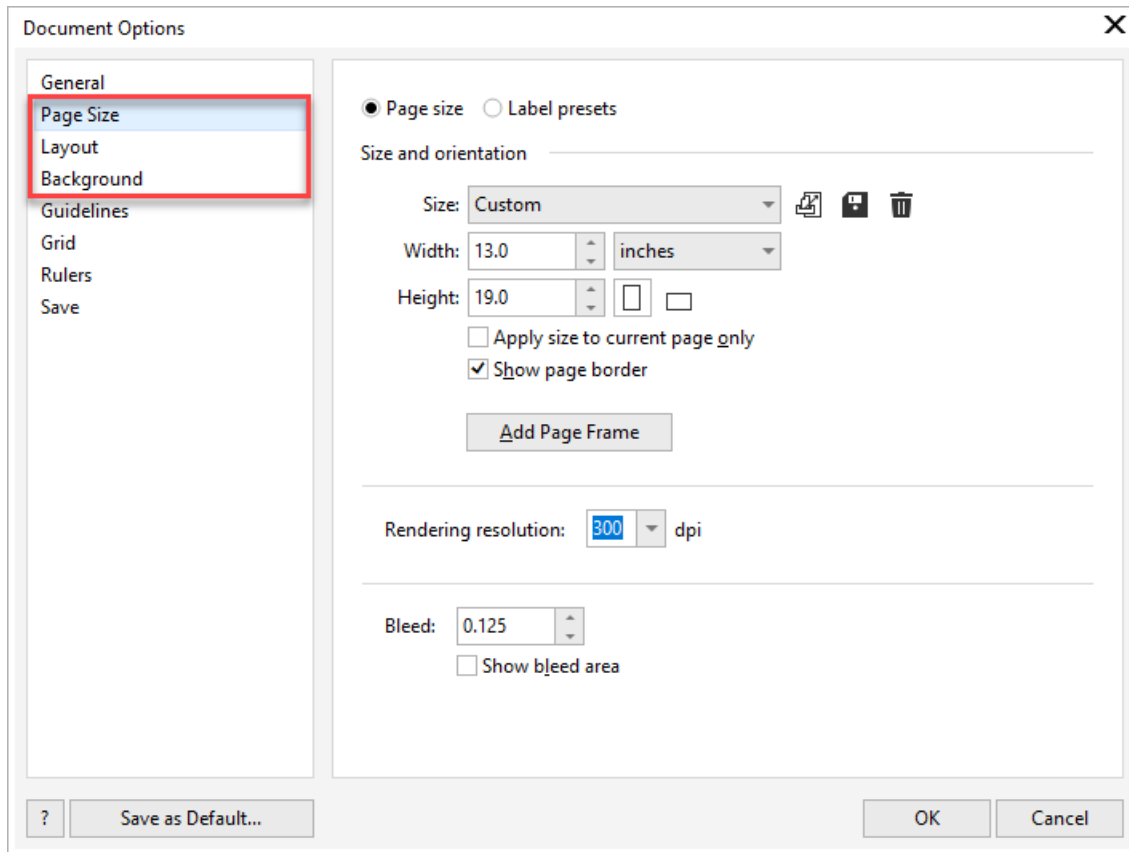 Document Options
General
Page Size
Layout
Background
Guidelines
Grid
Rulers
Save
Page size Label presets
Size and orientation
Size: Custom
Width: 13.0 inches
Height: 19.0
Apply size to current page only
Show page border
Add Page Frame
Rendering resolution: 300 dpi
Bleed: 0.125
Show bleed area
? Save as Default... OK Cancel